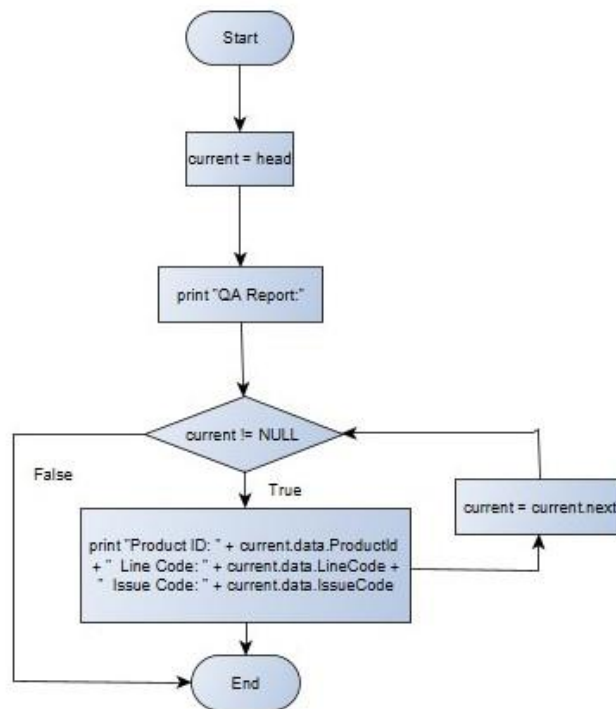 Start
current = head
print "QA Report:"
current != NULL
False
True
current = current.next
print "Product ID: " + current.data.ProductId
+ "  Line Code: " + current.data.LineCode +
"  Issue Code: " + current.data.IssueCode
End